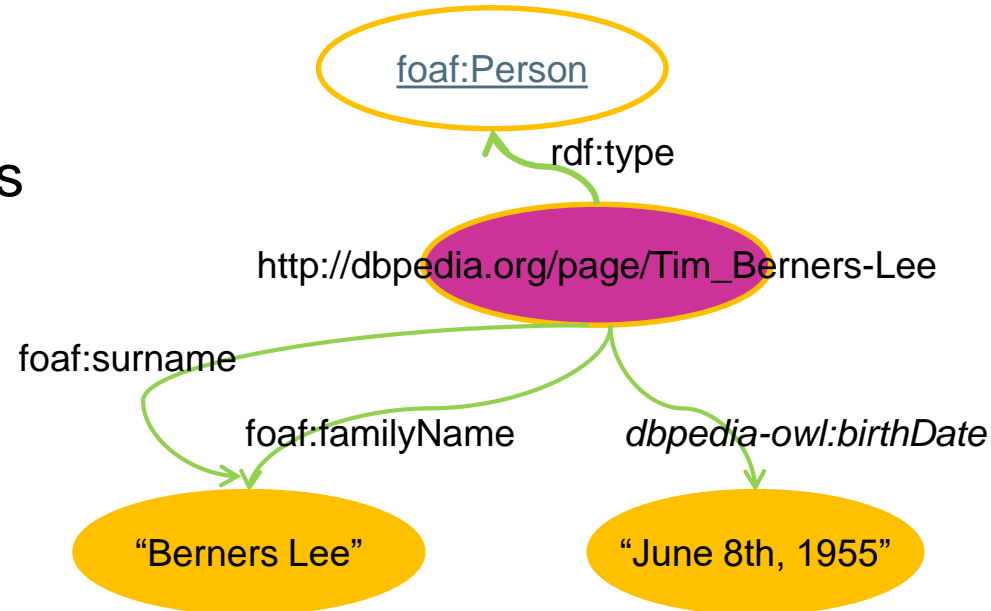 foaf:Person
rdf:type
s
http://dbpedia.org/page/Tim_Berners-Lee
foaf:surname
foaf:familyName
dbpedia-owl:birthDate
“Berners Lee”
“June 8th, 1955”